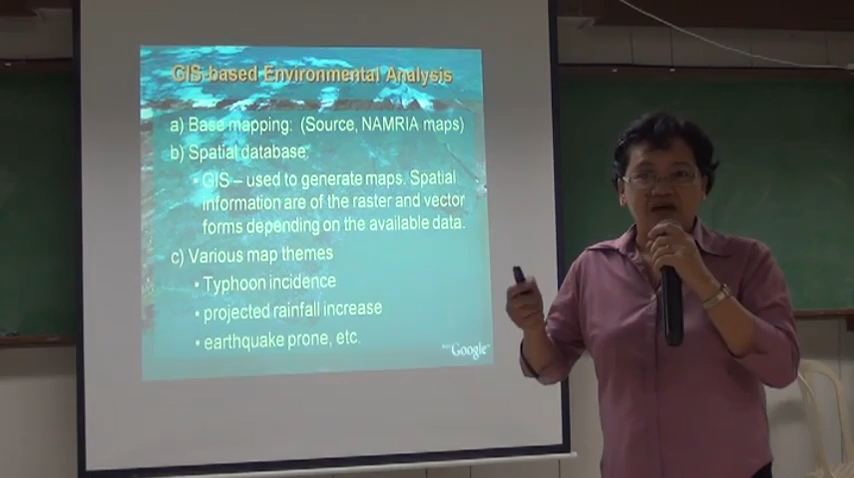 GIS-based Environmental Analysis
a) Base mapping: (Source, NAMRIA maps)
b) Spatial database
• GIS – used to generate maps. Spatial
information are of the raster and vector
forms depending on the available data.
c) Various map themes
• Typhoon incidence
• projected rainfall increase
• earthquake prone, etc.
Google